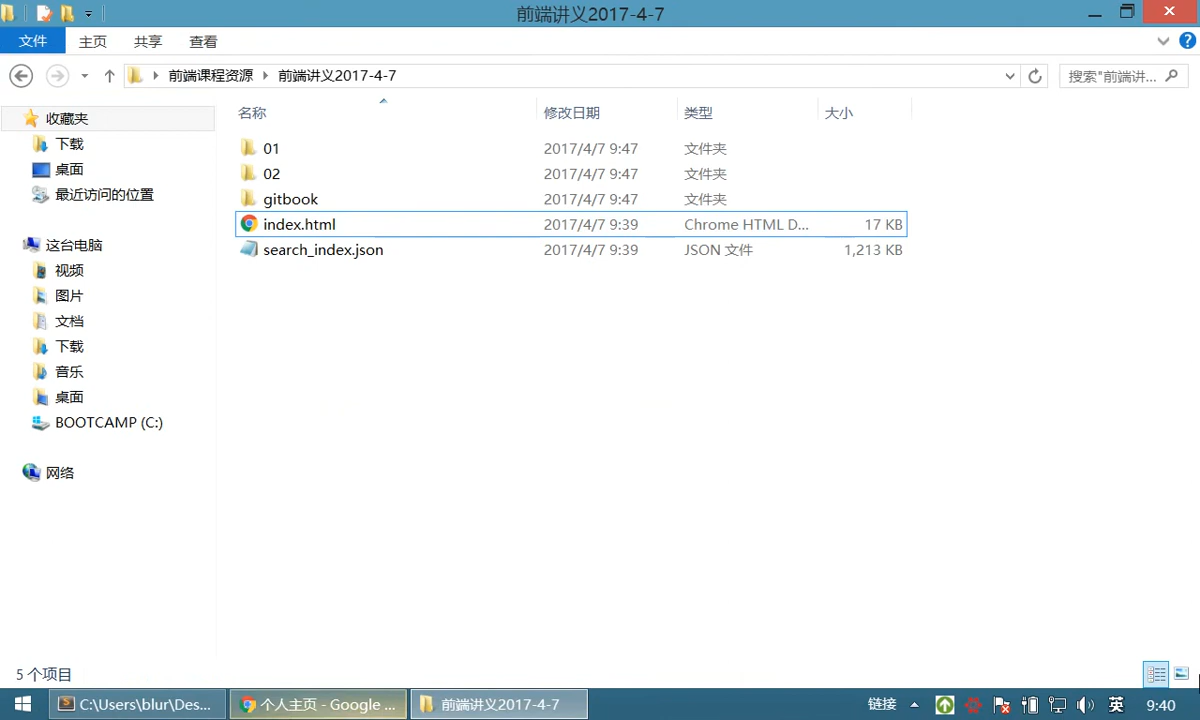 前端讲义2017-4-7
文件 主页 共享 查看
前端课程资源 前端讲义2017-4-7 搜索"前端讲...
名称 修改日期 类型 大小
收藏夹
下载
桌面
最近访问的位置
这台电脑
视频
图片
文档
下载
音乐
桌面
BOOTCAMP (C:)
网络
01 2017/4/7 9:47 文件夹
02 2017/4/7 9:47 文件夹
gitbook 2017/4/7 9:47 文件夹
index.html 2017/4/7 9:39 Chrome HTML D... 17 KB
search_index.json 2017/4/7 9:39 JSON 文件 1,213 KB
5 个项目
C:\Users\blur\Des... 个人主页 - Google ... 前端讲义2017-4-7 链接 英 9:40